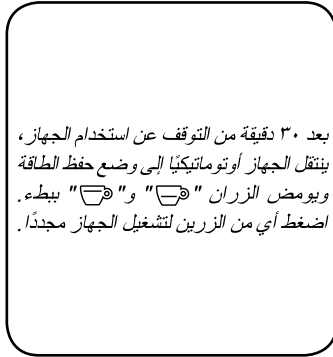 بعد ٣٠ دقيقة من التوقف عن استخدام الجهاز،
ينتقل الجهاز أوتوماتيكيًا إلى وضع حفظ الطاقة
ويومض الزران " " و" " ببطء.
اضغط أي من الزرين لتشغيل الجهاز مجددًا.